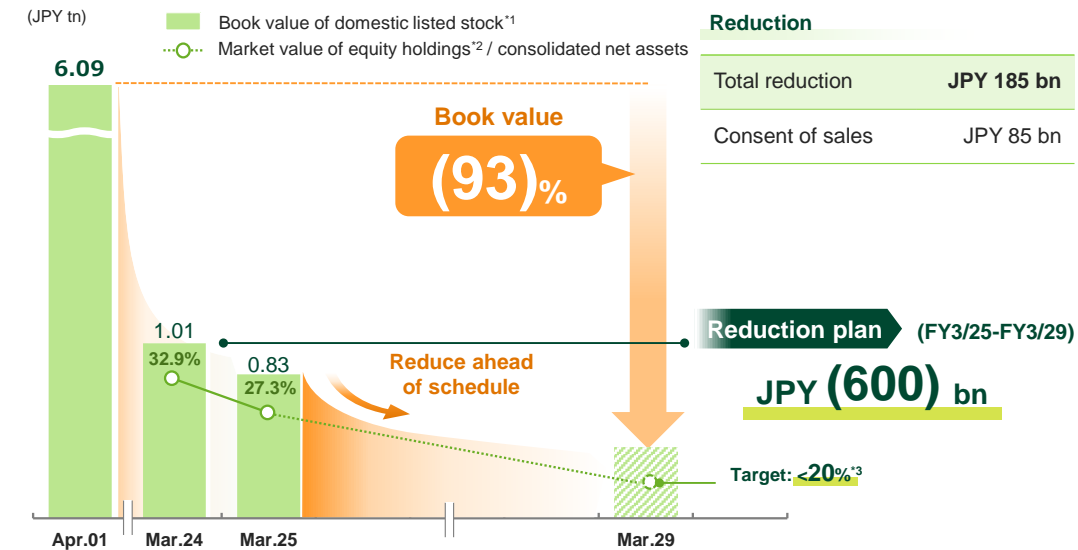 (JPY tn)
Book value of domestic listed stock*1
Market value of equity holdings*2 / consolidated net assets
Reduction
Total reduction JPY 185 bn
Consent of sales JPY 85 bn
6.09
Book value
(93)%
1.01
32.9%
0.83
27.3%
Reduce ahead
of schedule
Reduction plan (FY3/25-FY3/29)
JPY (600) bn
Target: <20%*3
Apr.01 Mar.24 Mar.25 Mar.29